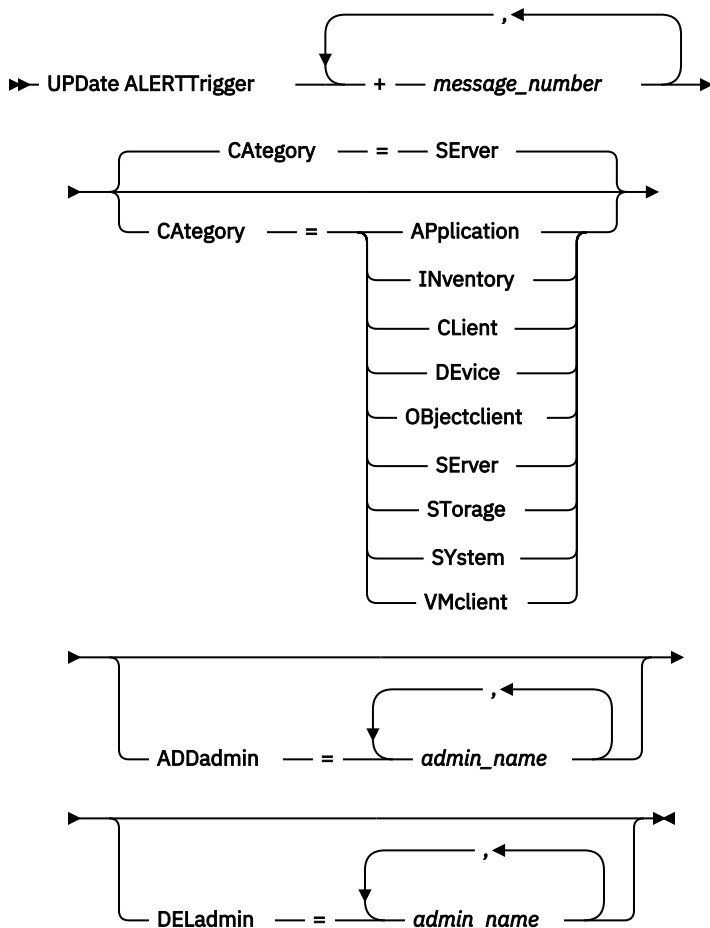 ,
UPDate ALERTTrigger + message_number
CAtegory = SErver
CAtegory = APplication
INventory
CLient
DEvice
OBjectclient
SErver
STorage
SYstem
VMclient
,
ADDadmin = admin_name
,
DELadmin = admin_name